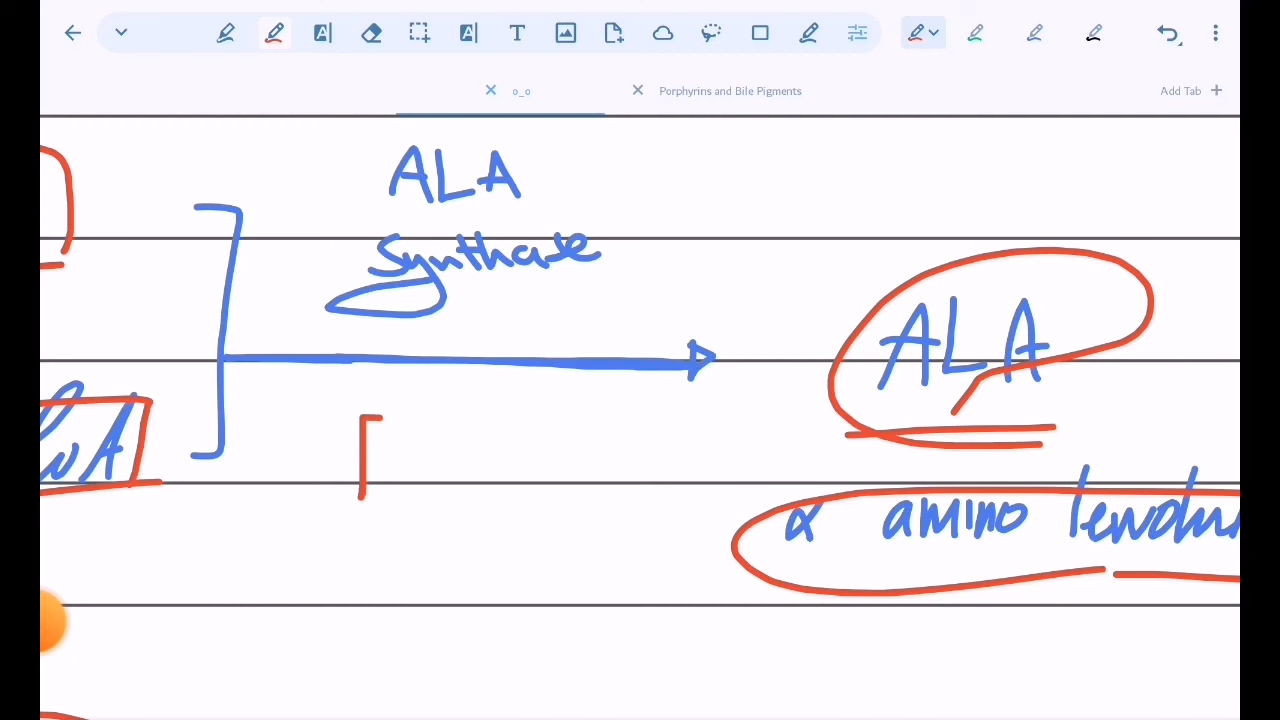 o_o
Porphyrins and Bile Pigments
Add Tab
ALA
Synthase
ALA
α amino